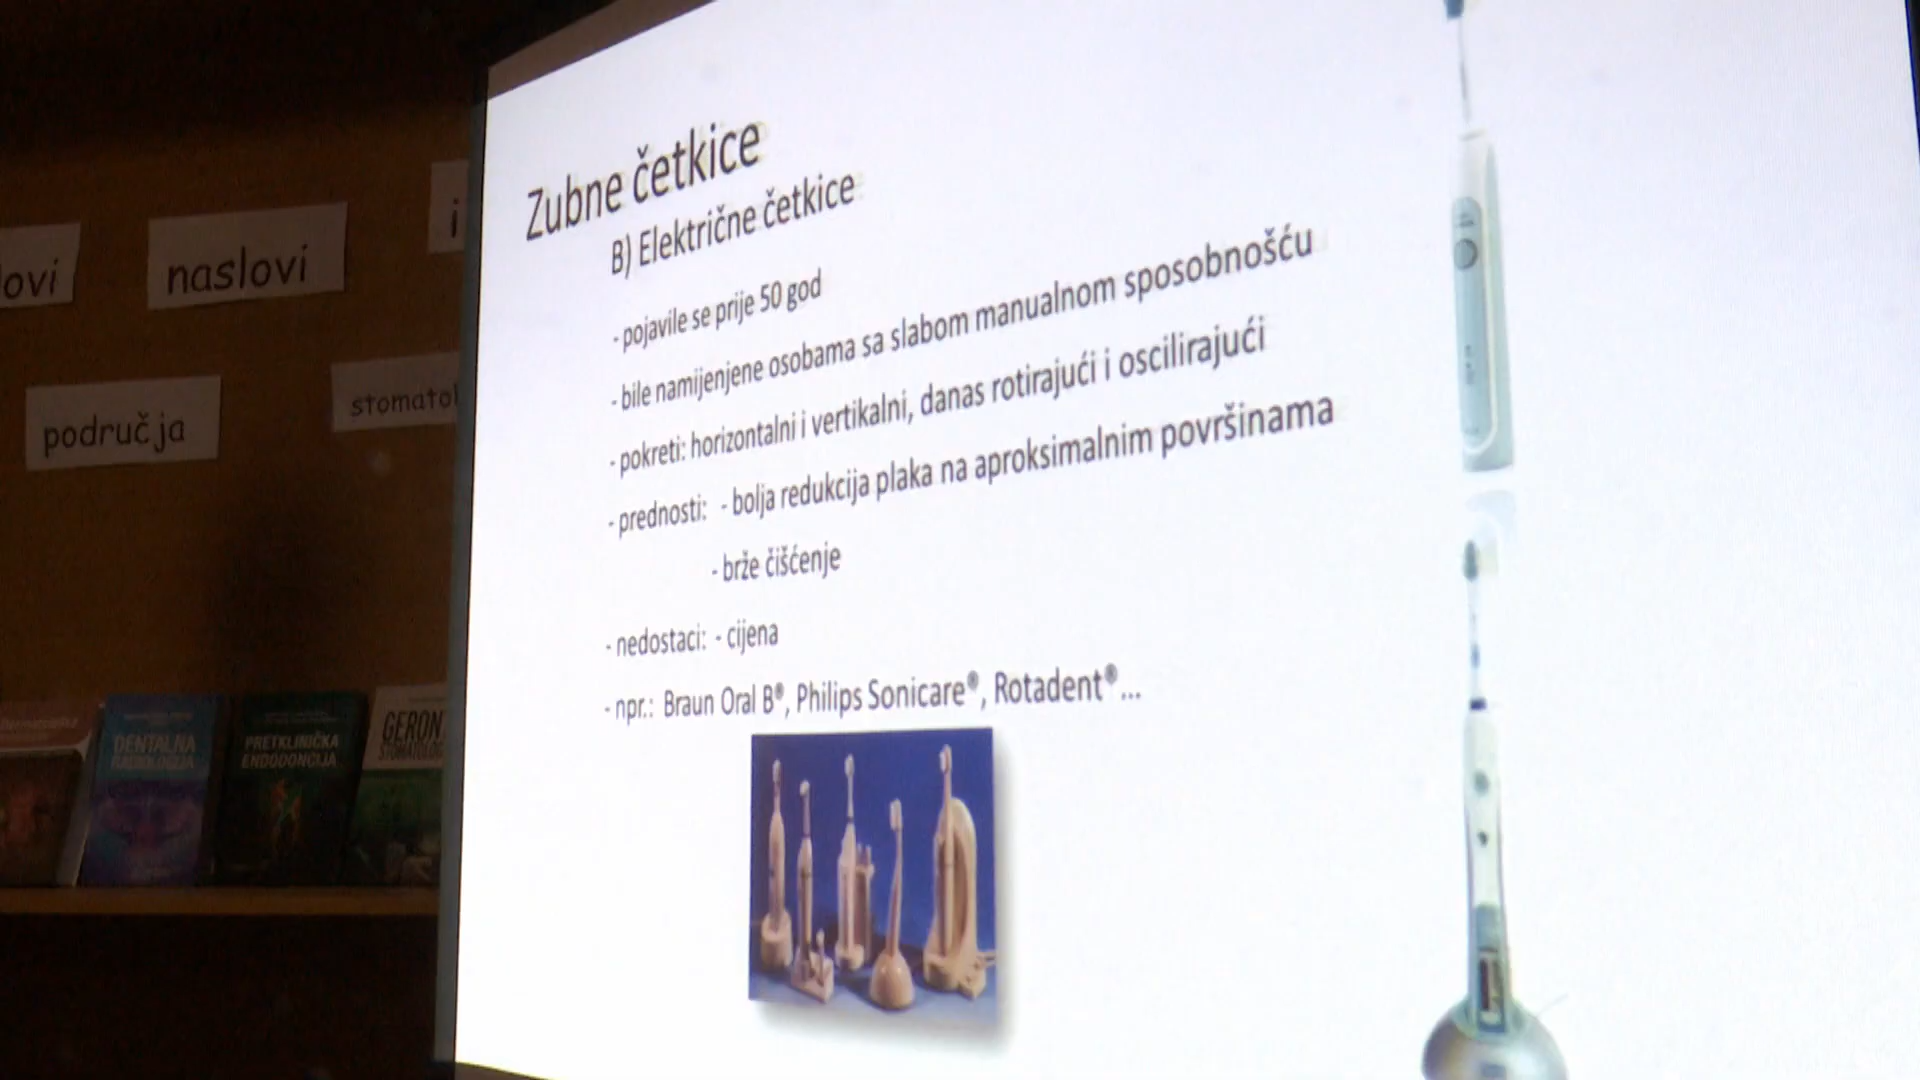 Zubne četkice
B) Električne četkice
- pojavile se prije 50 god
- bile namijenjene osobama sa slabom manualnom sposobnošću
- pokreti: horizontalni i vertikalni, danas rotirajući i oscilirajući
- prednosti: - bolja redukcija plaka na aproksimalnim površinama
- brže čišćenje
- nedostaci: - cijena
- npr.: Braun Oral B®, Philips Sonicare®, Rotadent®...
lovi
naslovi
i
područja
stomatol
DENTALNA
RADIOLOGIJA
PRETKLINIČKA
ENDODONCIJA
GERON
STOMATOLOG